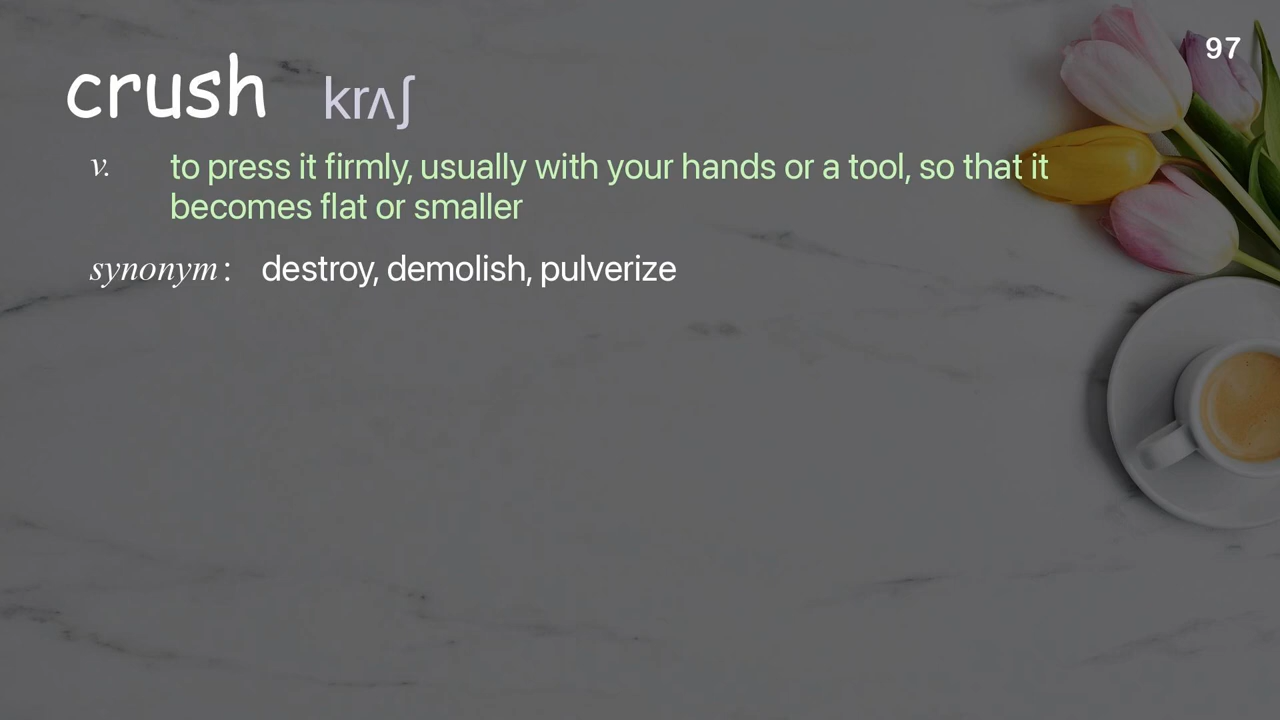 97
crush krʌʃ
v. to press it firmly, usually with your hands or a tool, so that it
becomes flat or smaller
synonym : destroy, demolish, pulverize